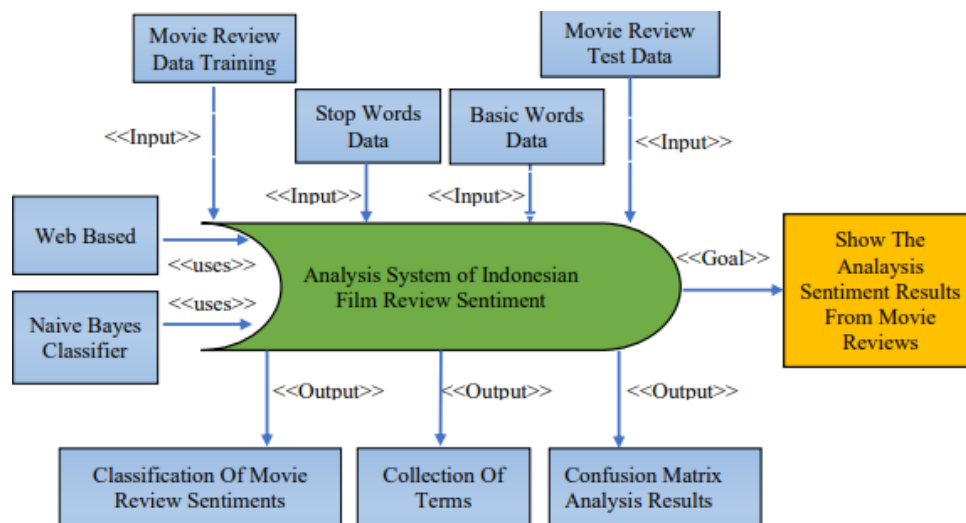 Movie Review
Data Training
Movie Review
Test Data
Stop Words
Data
Basic Words
Data
<<Input>>
<<Input>>
<<Input>>
<<Input>>
Web Based
<<uses>>
<<uses>>
Naive Bayes
Classifier
Analysis System of Indonesian
Film Review Sentiment
<<Goal>>
Show The
Analaysis
Sentiment Results
From Movie
Reviews
<<Output>>
<<Output>>
<<Output>>
Classification Of Movie
Review Sentiments
Collection Of
Terms
Confusion Matrix
Analysis Results